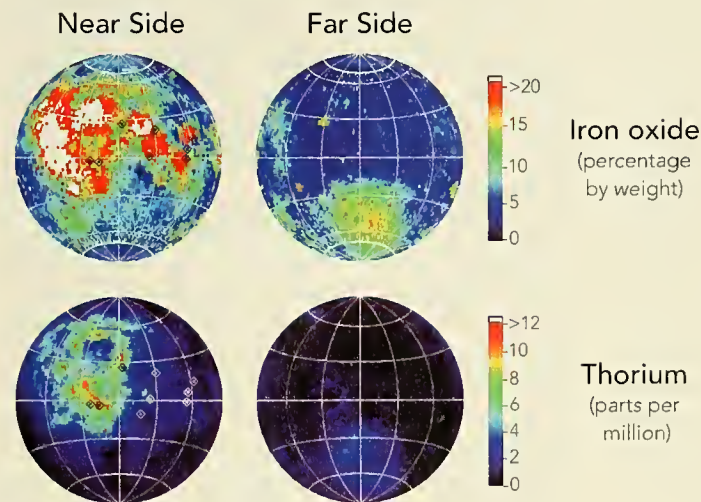 Near Side
Far Side
>20
15
10
5
0
Iron oxide
(percentage
by weight)
>12
10
8
6
4
2
0
Thorium
(parts per
million)